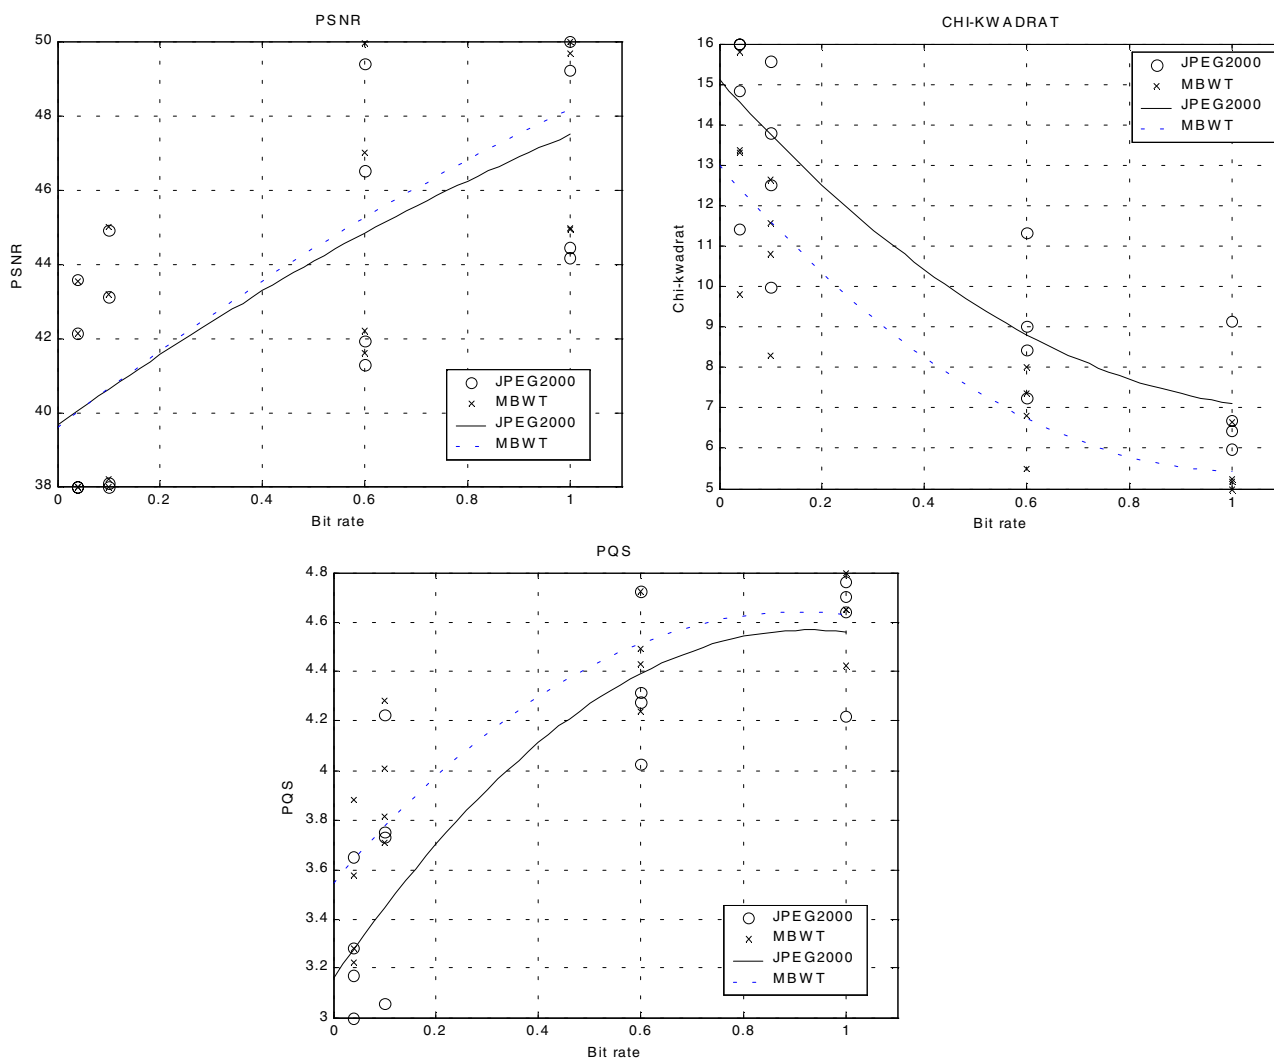 PSNR
50
48
46
44
42
40
38
PSNR
0
0.2
0.4
0.6
0.8
1
Bit rate
JPEG2000
MBWT
JPEG2000
MBWT
CHI-KWADRAT
16
15
14
13
12
11
10
9
8
7
6
5
Chi-kwadrat
0
0.2
0.4
0.6
0.8
1
Bit rate
JPEG2000
MBWT
JPEG2000
MBWT
PQS
4.8
4.6
4.4
4.2
4
3.8
3.6
3.4
3.2
3
PQS
0
0.2
0.4
0.6
0.8
1
Bit rate
JPEG2000
MBWT
JPEG2000
MBWT